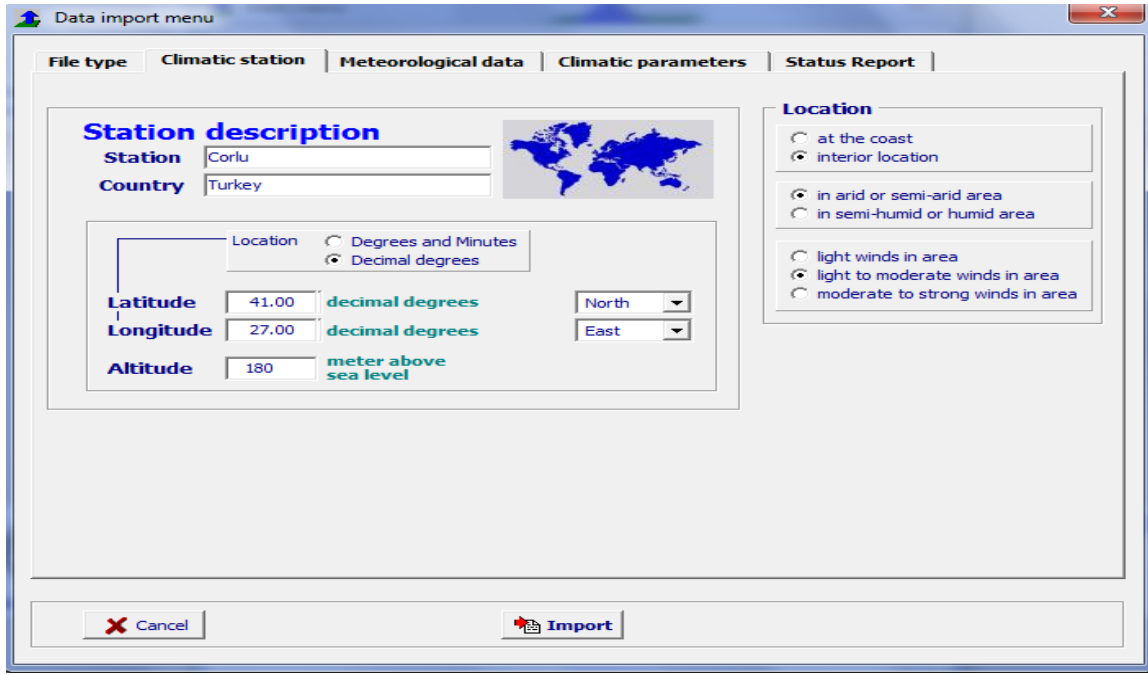 Data import menu
File type Climatic station Meteorological data Climatic parameters Status Report
Station description
Station Corlu
Country Turkey
Location Degrees and Minutes
Decimal degrees
Latitude 41.00 decimal degrees North
Longitude 27.00 decimal degrees East
Altitude 180 meter above
sea level
Location
at the coast
interior location
in arid or semi-arid area
in semi-humid or humid area
light winds in area
light to moderate winds in area
moderate to strong winds in area
Cancel Import